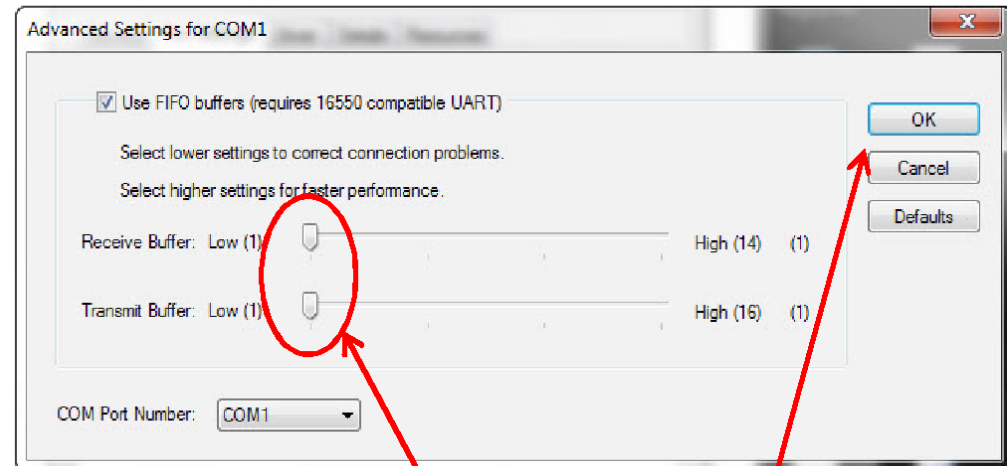 Advanced Settings for COM1
Use FIFO buffers (requires 16550 compatible UART)
Select lower settings to correct connection problems.
Select higher settings for faster performance.
Receive Buffer: Low (1) High (14) (1)
Transmit Buffer: Low (1) High (16) (1)
COM Port Number: COM1
OK
Cancel
Defaults